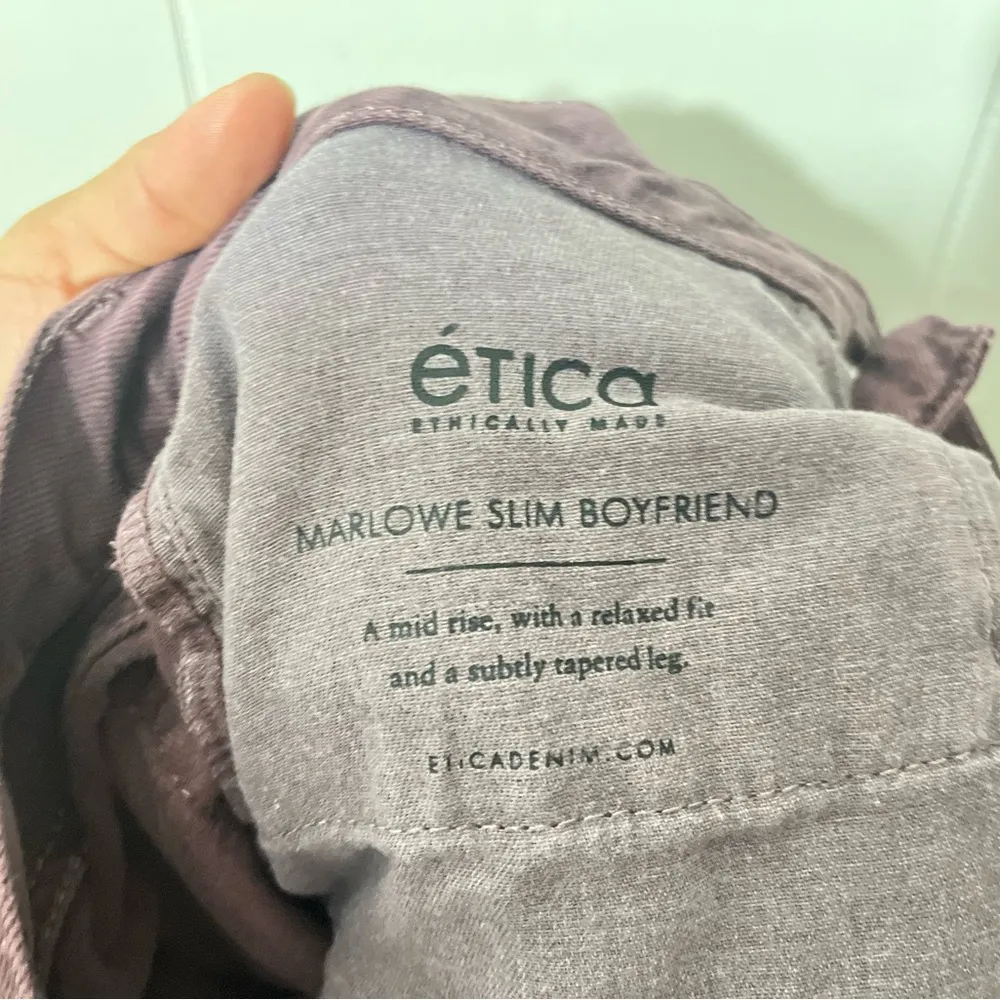 éTICa
ETHICALLY MADE
MARLOWE SLIM BOYFRIEND
A mid rise, with a relaxed fit
and a subtly tapered leg.
ETICADENIM.COM